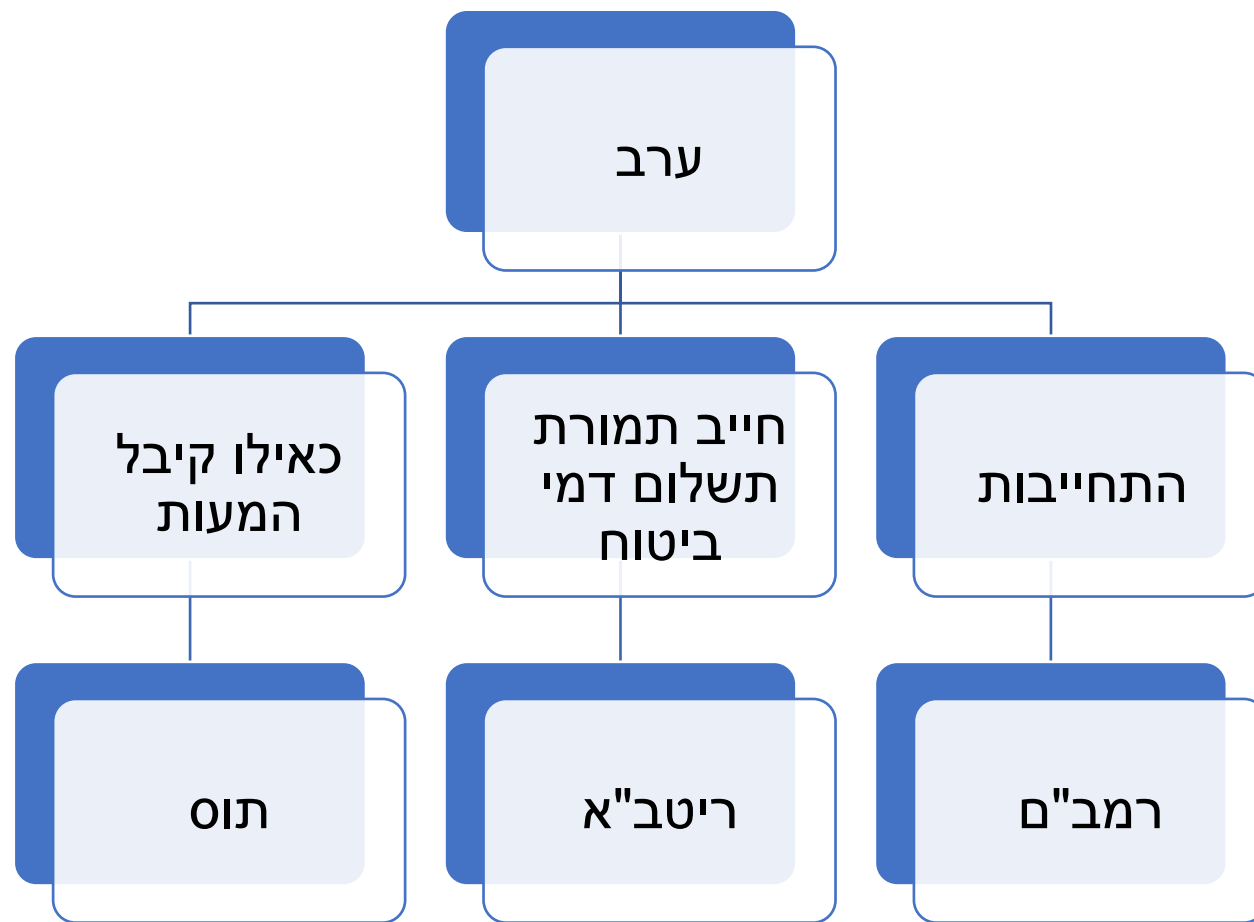 ערב
התחייבות
חייב תמורת
תשלום דמי
ביטוח
כאילו קיבל
המעות
רמב"ם
ריטב"א
תוס